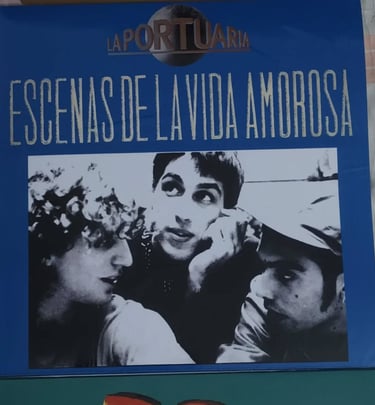 LA PORTUARIA
ESCENAS DE LA VIDA AMOROSA